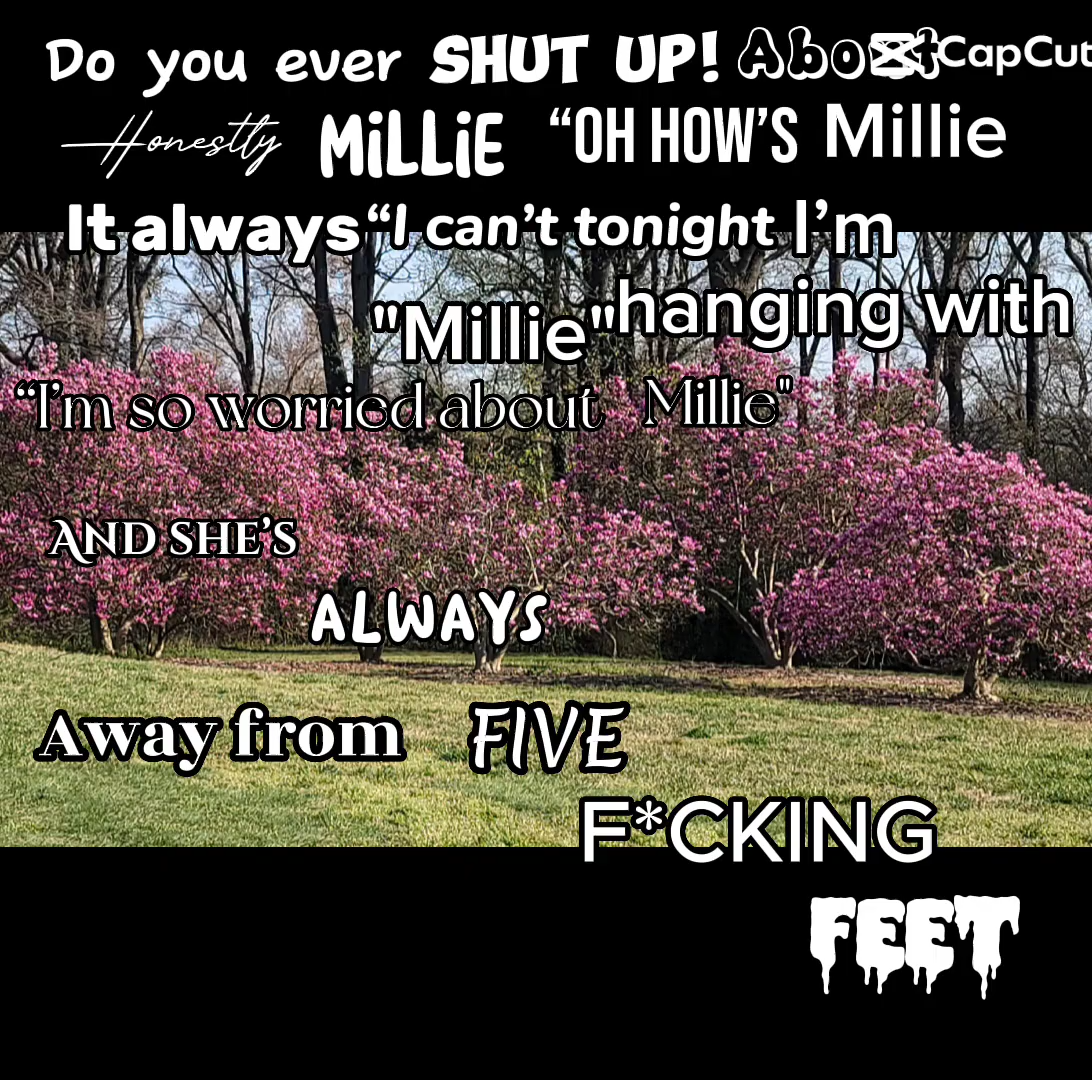 Do you ever SHUT UP! About CapCut
Honestly MiLLiE “OH HOW’S Millie
It always “I can’t tonight I’m
"Millie" hanging with
“I’m so worried about Millie"
AND SHE’S
ALWAYS
Away from FIVE
F*CKING
FEET